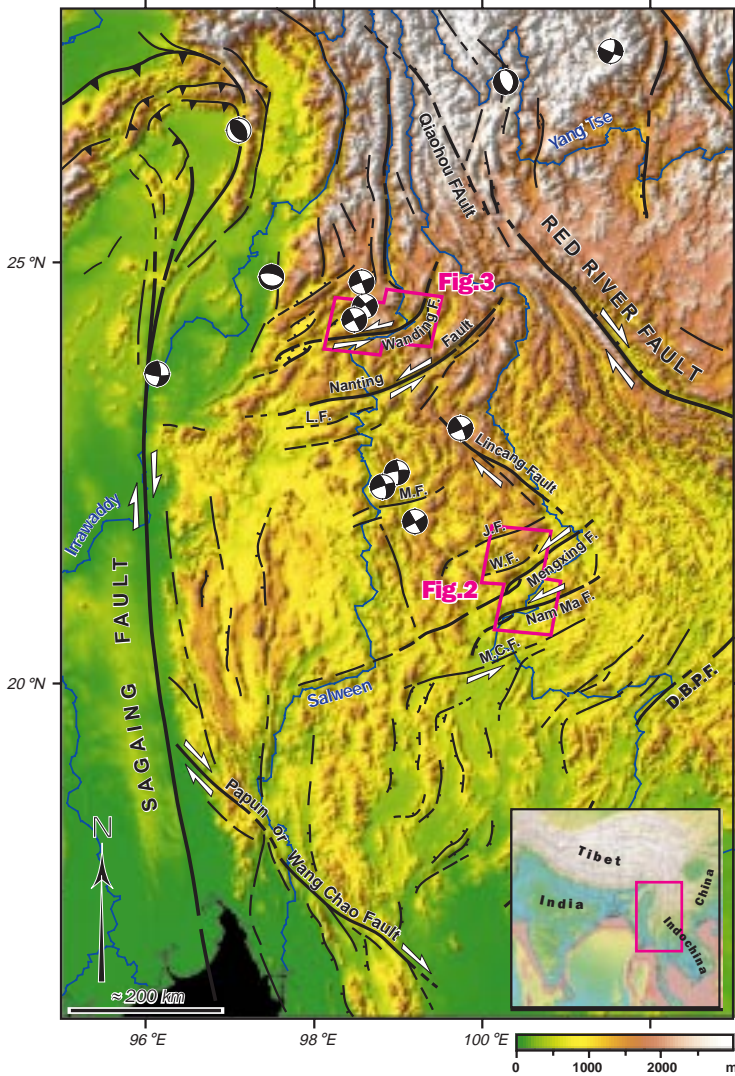 Yang Tse
Qiaohou FAult
RED RIVER FAULT
25 °N
Fig.3
Wanding F.
Nanting
Fault
L.F.
Lincang Fault
M.F.
Irrawaddy
J.F.
W.F.
Mengxing F.
Fig.2
Nam Ma F.
M.C.F.
20 °N
Salween
D.B.P.F.
SAGAING FAULT
Papun or Wang Chao Fault
N
≈ 200 km
Tibet
China
India
Indochina
96 °E
98 °E
100 °E
0 1000 2000 m